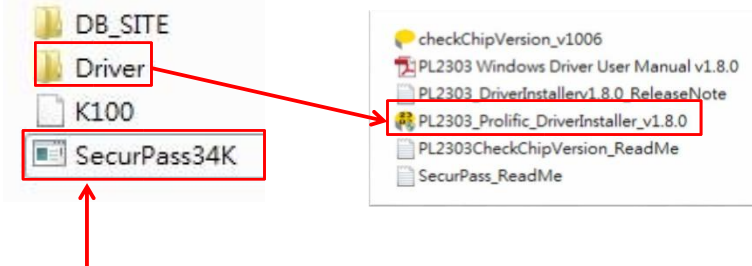 DB_SITE
Driver
K100
SecurPass34K
checkChipVersion_v1006
PL2303 Windows Driver User Manual v1.8.0
PL2303_DriverInstallerv1.8.0_ReleaseNote
PL2303_Prolific_DriverInstaller_v1.8.0
PL2303CheckChipVersion_ReadMe
SecurPass_ReadMe